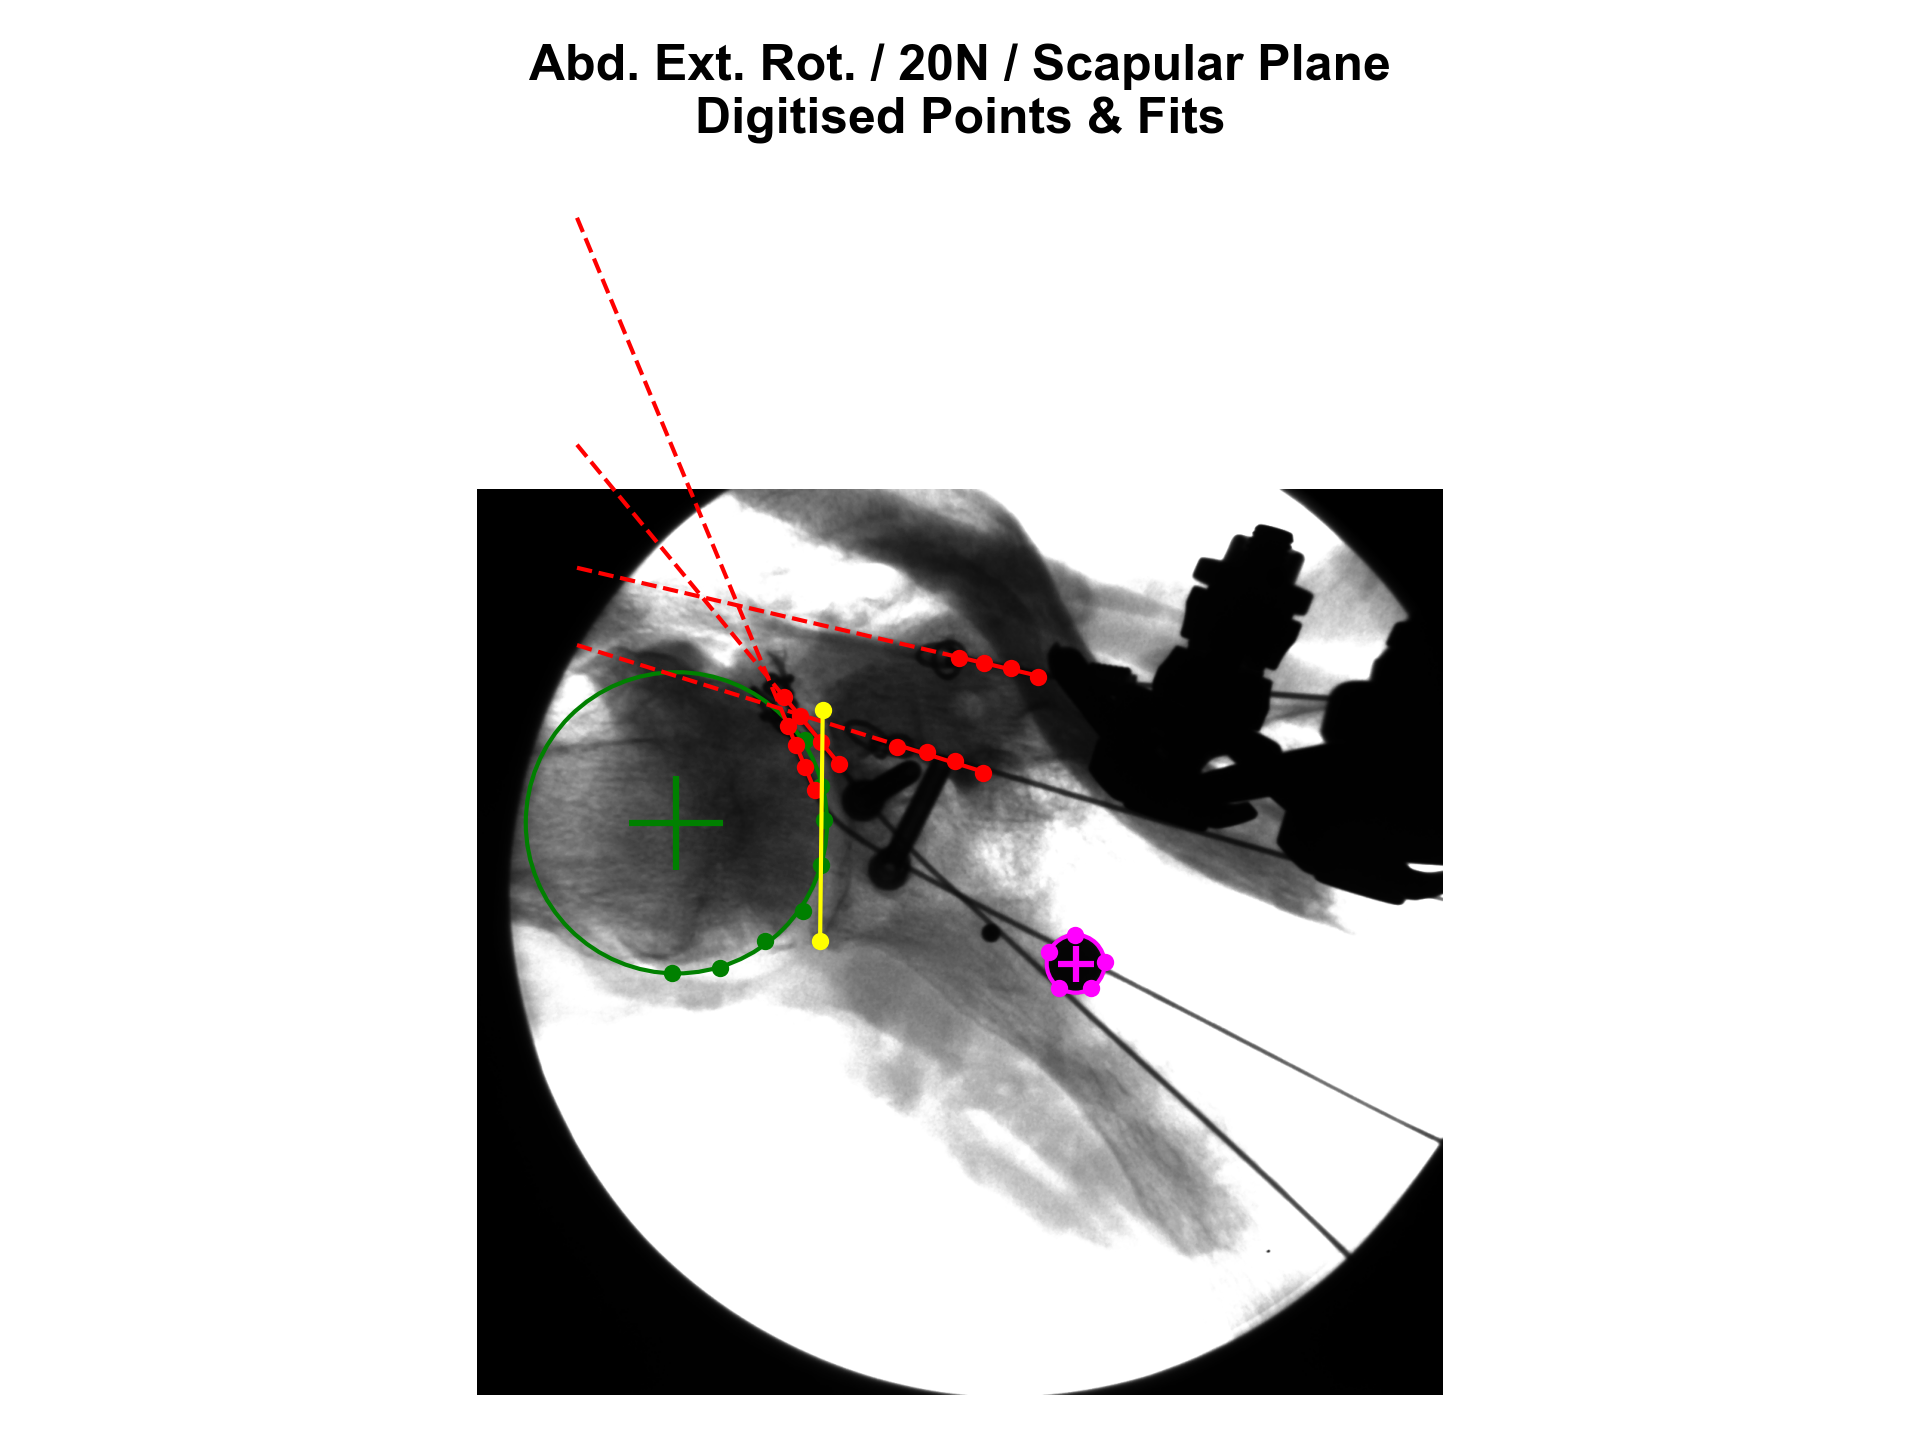 Abd. Ext. Rot. / 20N / Scapular Plane
Digitised Points & Fits